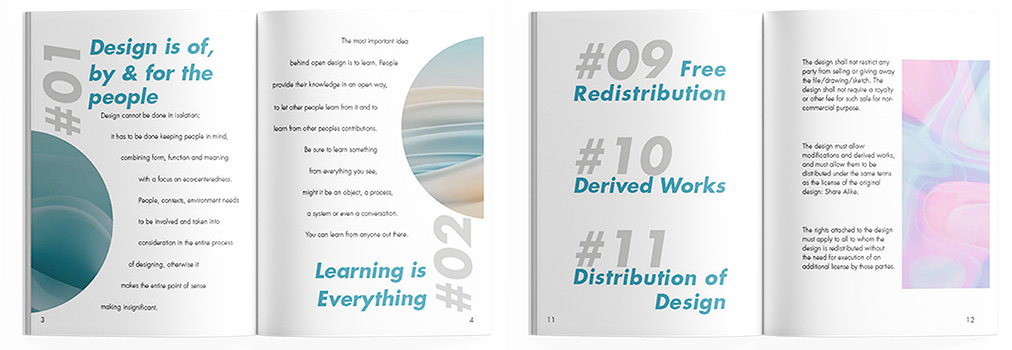 #01
Design is of,
by & for the
people
Design cannot be done in isolation;
it has to be done keeping people in mind,
combining form, function and meaning
with a focus on eco-centeredness.
People, contexts, environment needs
to be involved and taken into
consideration in the entire process
of designing, otherwise it
makes the entire point of sense
making insignificant.
3
The most important idea
behind open design is to learn. People
provide their knowledge in an open way,
to let other people learn from it and to
learn from other peoples contributions.
Be sure to learn something
from everything you see,
might it be an object, a process,
a system or even a conversation.
You can learn from anyone out there.
#02
Learning is
Everything
4
#09 Free
Redistribution
#10
Derived Works
#11
Distribution of
Design
11
The design shall not restrict any
party from selling or giving away
the file/drawing/sketch. The
design shall not require a royalty
or other fee for such sale for non-
commercial purpose.
The design must allow
modifications and derived works,
and must allow them to be
distributed under the same terms
as the license of the original
design: Share Alike.
The rights attached to the design
must apply to all to whom the
design is redistributed without
the need for execution of an
additional license by those parties.
12